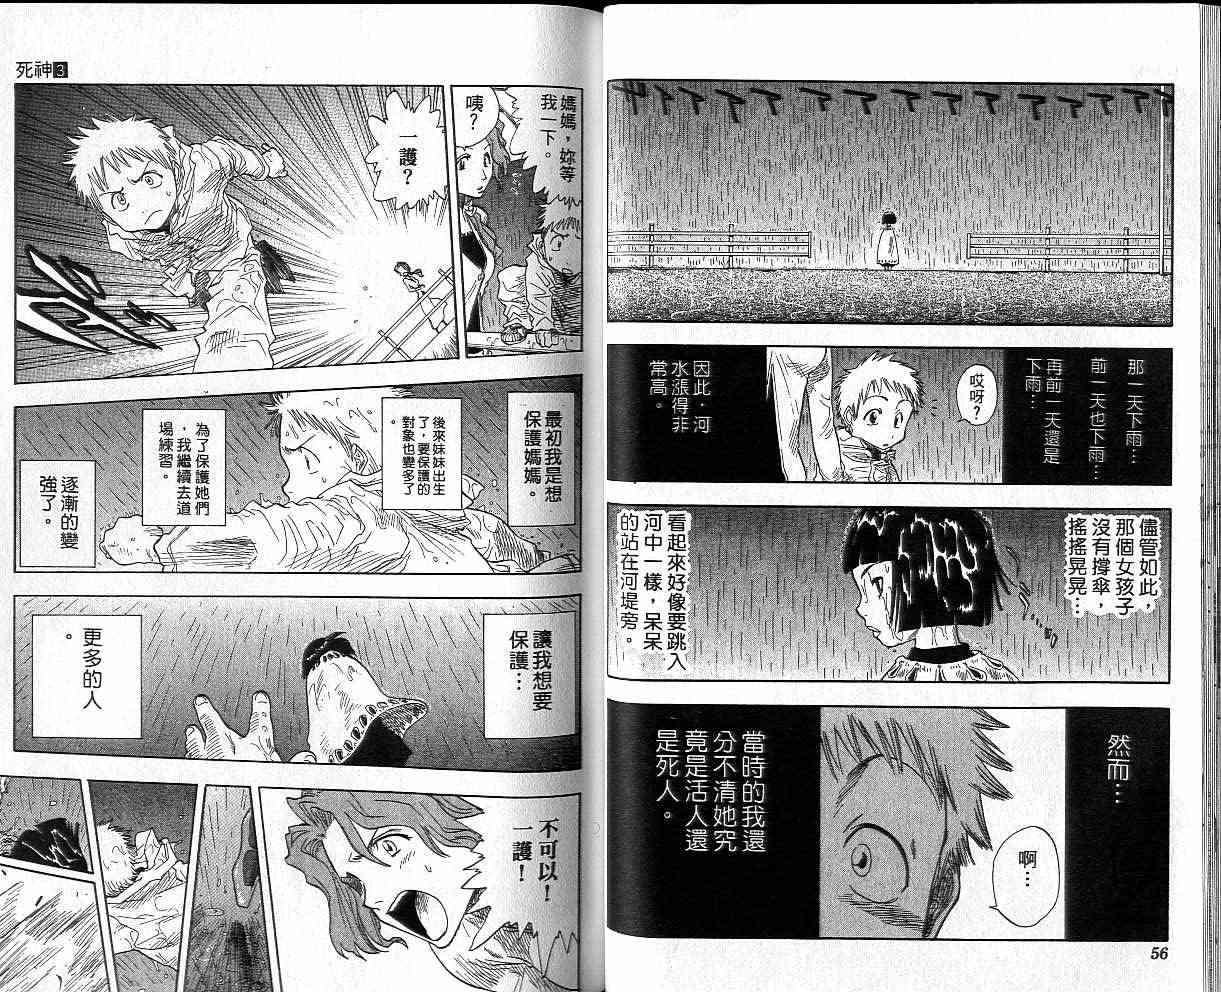 那一天下雨…
前一天也下雨…
再前一天還是
下雨…
哎呀?
因此，河
水漲得非
常高。
儘管如此，
那個女孩子
沒有撐傘，
搖搖晃晃…
看起來好像要跳入
河中一樣，呆呆
的站在河堤旁。
然而…
啊…
當時的我還
分不清她究
竟是活人還
是死人。
56
死神3
媽媽，妳等
我一下。
咦?
一護?
最初我是想
保護媽媽。
後來妹妹出生
了，要保護的
對象也變多了
。
為了保護她們
，我繼續去道
場練習。
逐漸的變
強了。
讓我想要
保護…
更多的人
。
不可以!
一護!